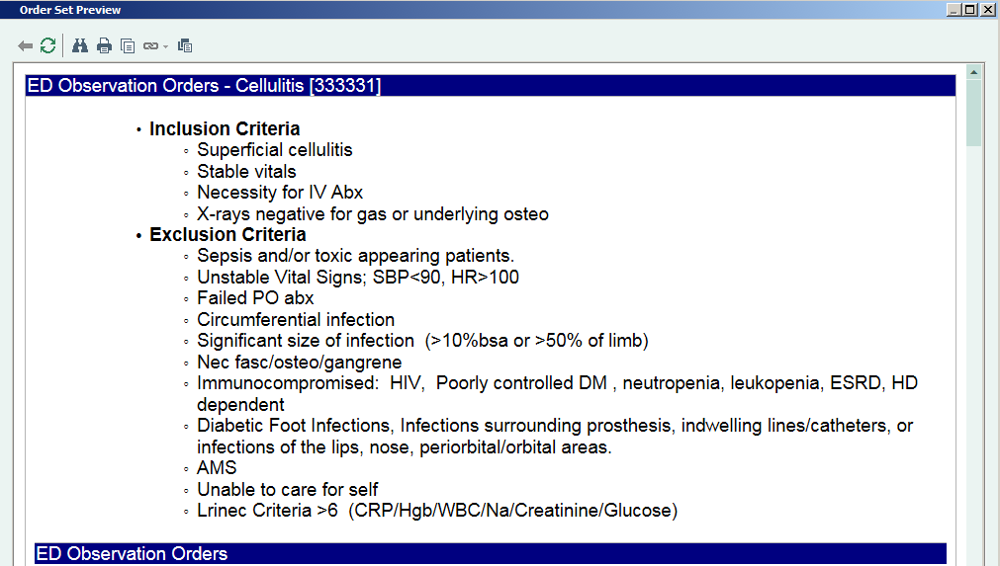 Order Set Preview
ED Observation Orders - Cellulitis [333331]
• Inclusion Criteria
◦ Superficial cellulitis
◦ Stable vitals
◦ Necessity for IV Abx
◦ X-rays negative for gas or underlying osteo
• Exclusion Criteria
◦ Sepsis and/or toxic appearing patients.
◦ Unstable Vital Signs; SBP<90, HR>100
◦ Failed PO abx
◦ Circumferential infection
◦ Significant size of infection  (>10%bsa or >50% of limb)
◦ Nec fasc/osteo/gangrene
◦ Immunocompromised:  HIV,  Poorly controlled DM , neutropenia, leukopenia, ESRD, HD
dependent
◦ Diabetic Foot Infections, Infections surrounding prosthesis, indwelling lines/catheters, or
infections of the lips, nose, periorbital/orbital areas.
◦ AMS
◦ Unable to care for self
◦ Lrinec Criteria >6  (CRP/Hgb/WBC/Na/Creatinine/Glucose)
ED Observation Orders